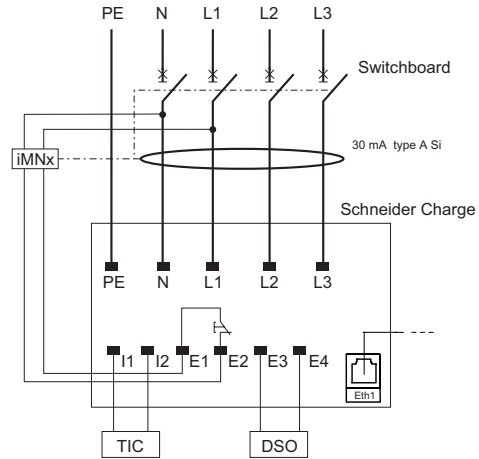 PE N L1 L2 L3
Switchboard
30 mA type A Si
iMNx
Schneider Charge
PE N L1 L2 L3
I1 I2 E1 E2 E3 E4
Eth1
TIC DSO